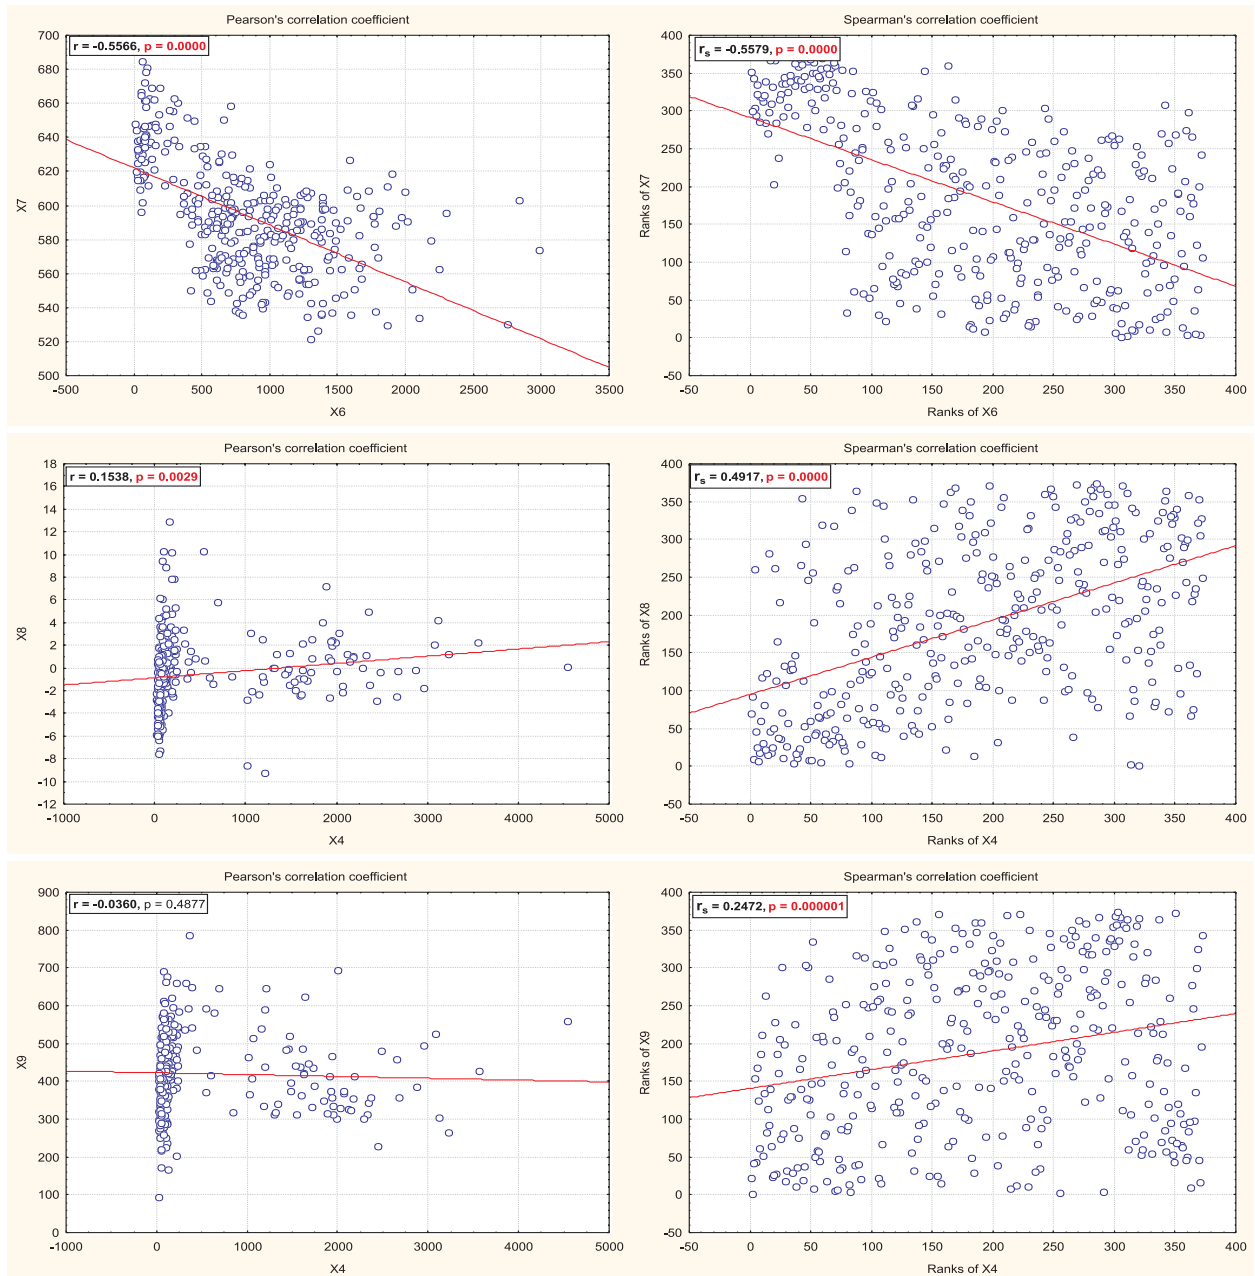 Pearson's correlation coefficient
r = -0.5566, p = 0.0000
700
680
660
640
620
600
580
560
540
520
500
X7
-500 0 500 1000 1500 2000 2500 3000 3500
X6
Spearman's correlation coefficient
rs = -0.5579, p = 0.0000
400
350
300
250
200
150
100
50
0
-50
Ranks of X7
-50 0 50 100 150 200 250 300 350 400
Ranks of X6
Pearson's correlation coefficient
r = 0.1538, p = 0.0029
18
16
14
12
10
8
6
4
2
0
-2
-4
-6
-8
-10
-12
X8
-1000 0 1000 2000 3000 4000 5000
X4
Spearman's correlation coefficient
rs = 0.4917, p = 0.0000
400
350
300
250
200
150
100
50
0
-50
Ranks of X8
-50 0 50 100 150 200 250 300 350 400
Ranks of X4
Pearson's correlation coefficient
r = -0.0360, p = 0.4877
900
800
700
600
500
400
300
200
100
0
X9
-1000 0 1000 2000 3000 4000 5000
X4
Spearman's correlation coefficient
rs = 0.2472, p = 0.000001
400
350
300
250
200
150
100
50
0
-50
Ranks of X9
-50 0 50 100 150 200 250 300 350 400
Ranks of X4